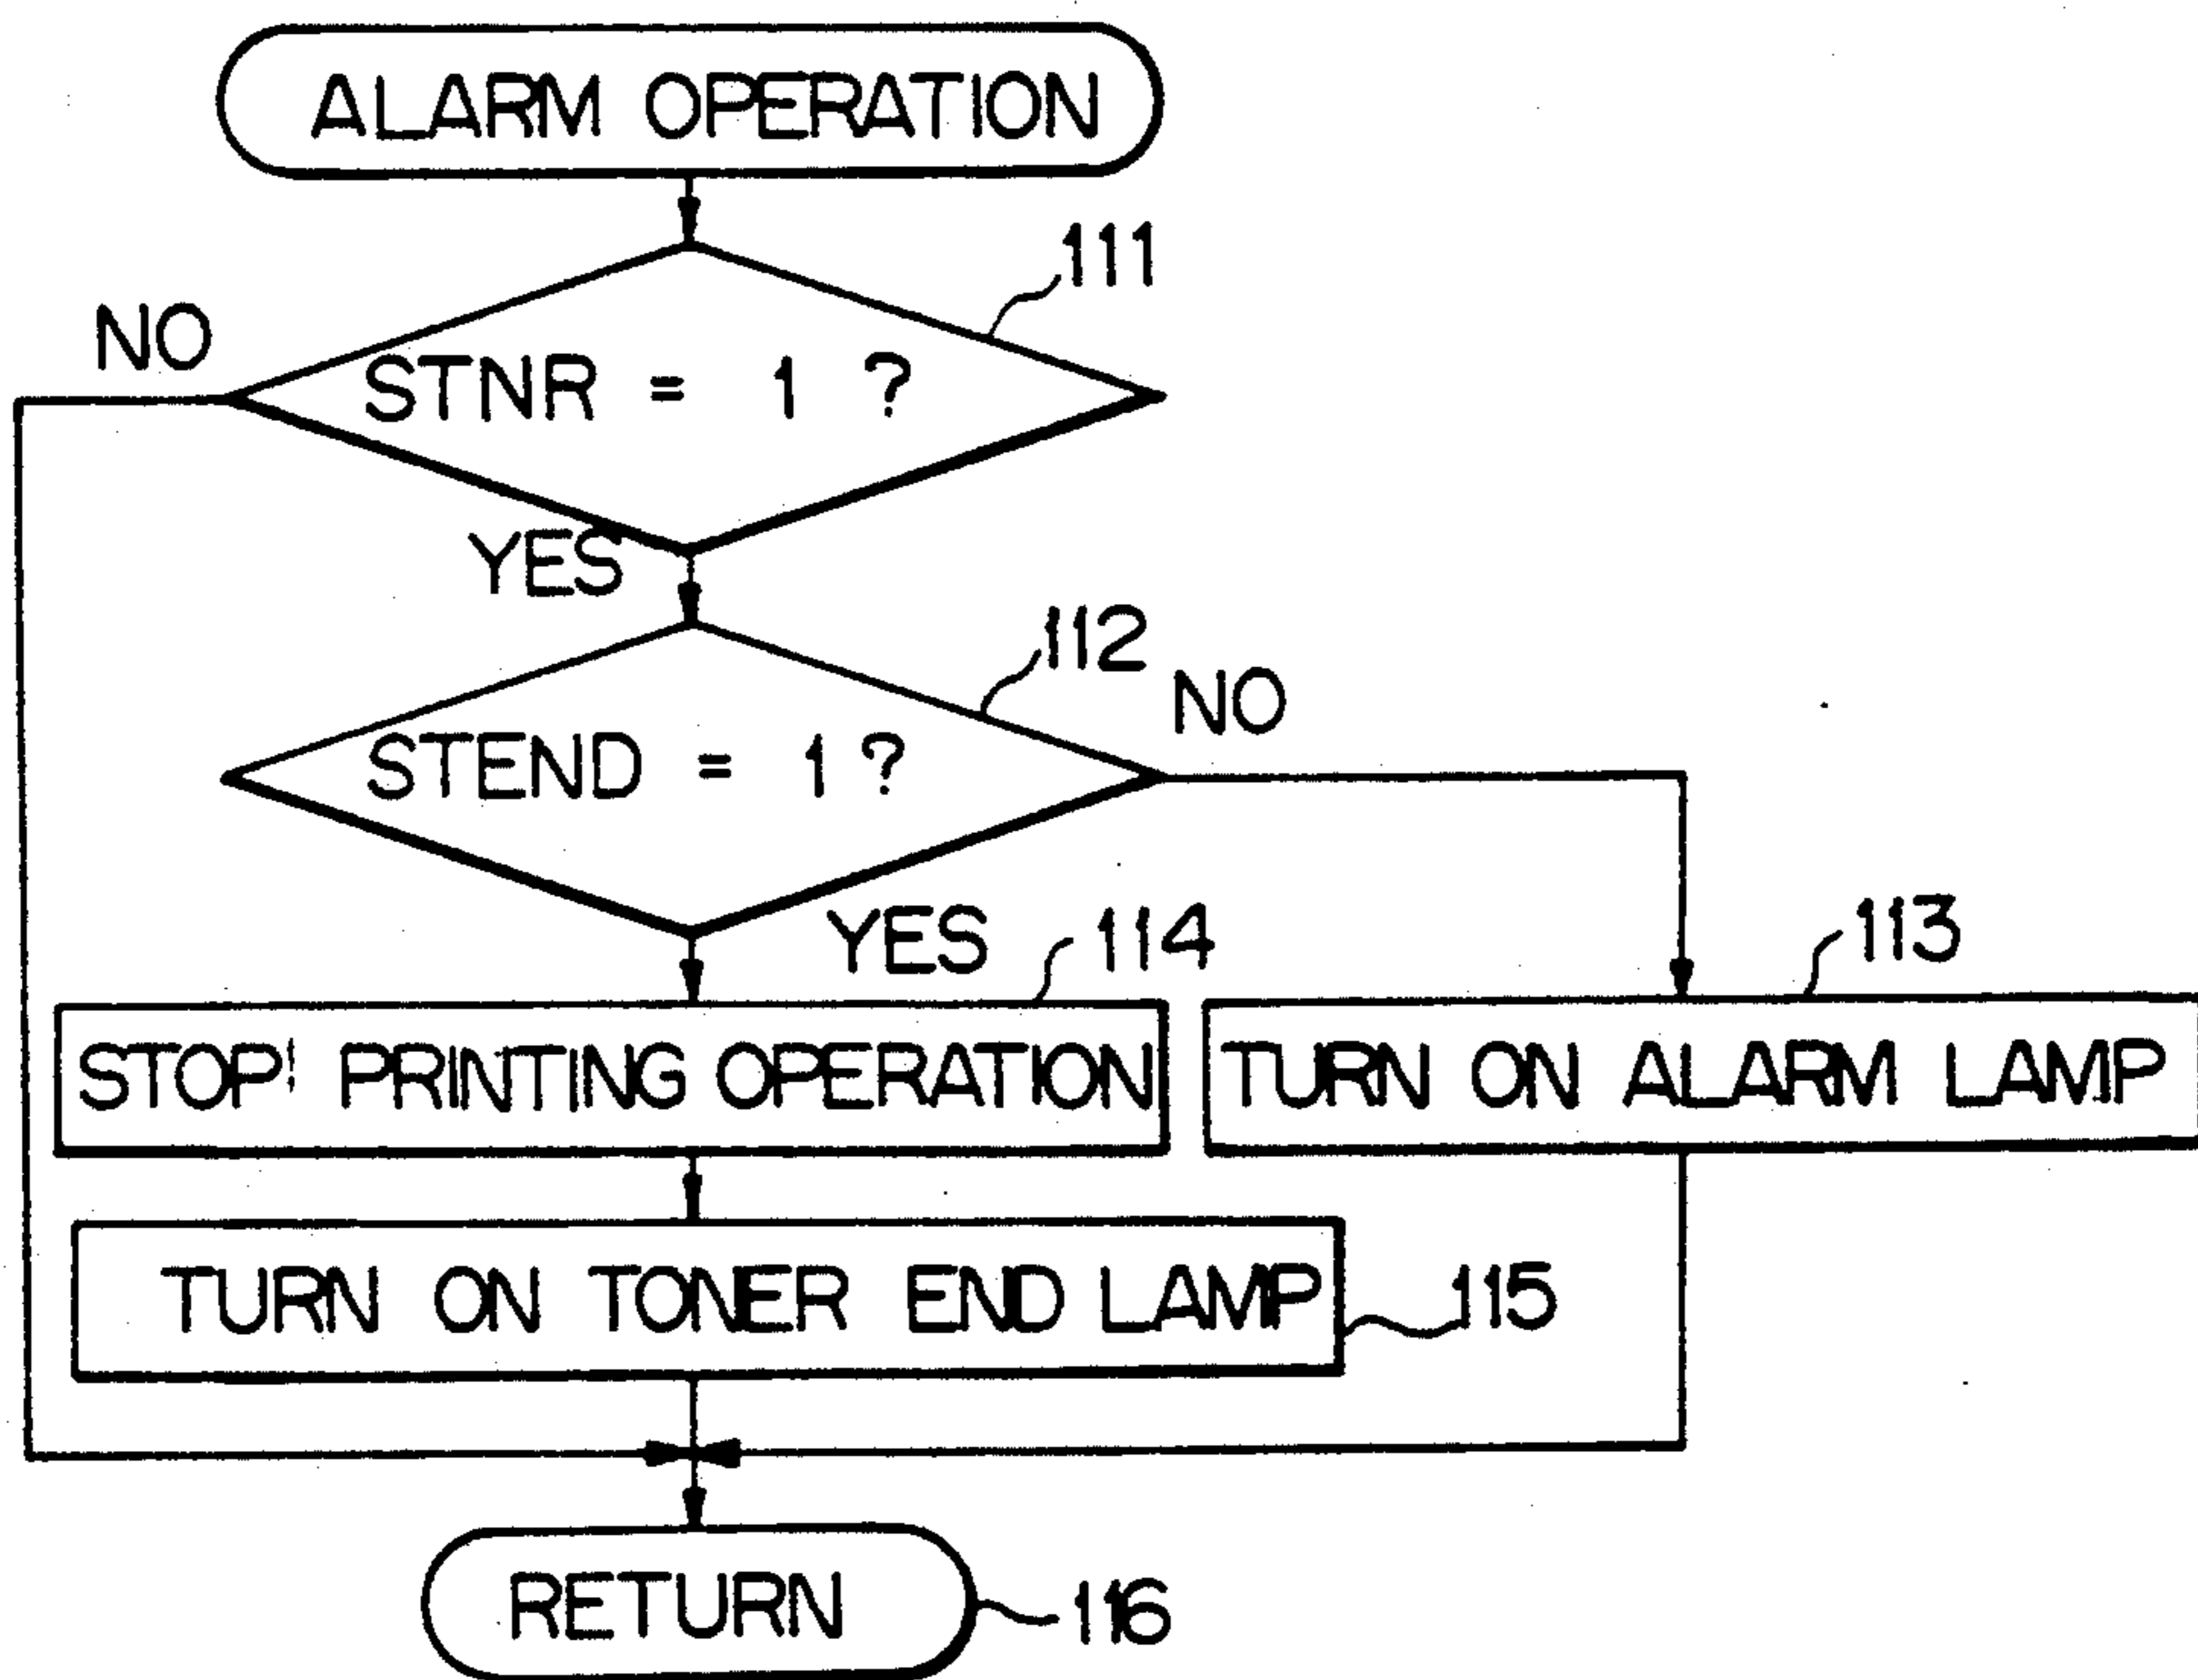 ALARM OPERATION
111
NO
STNR = 1 ?
YES
112
NO
STEND = 1 ?
YES
114
113
STOP PRINTING OPERATION
TURN ON ALARM LAMP
TURN ON TONER END LAMP
115
RETURN
116